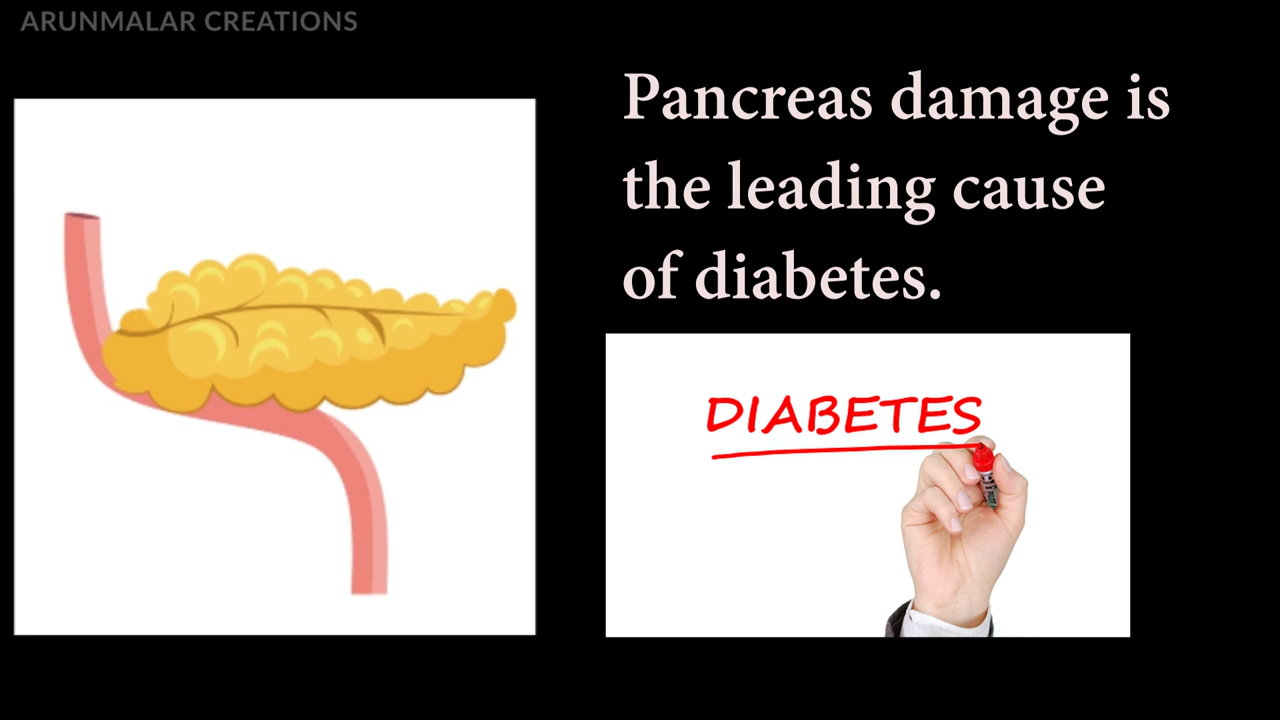 ARUNMALAR CREATIONS
Pancreas damage is
the leading cause
of diabetes.
DIABETES